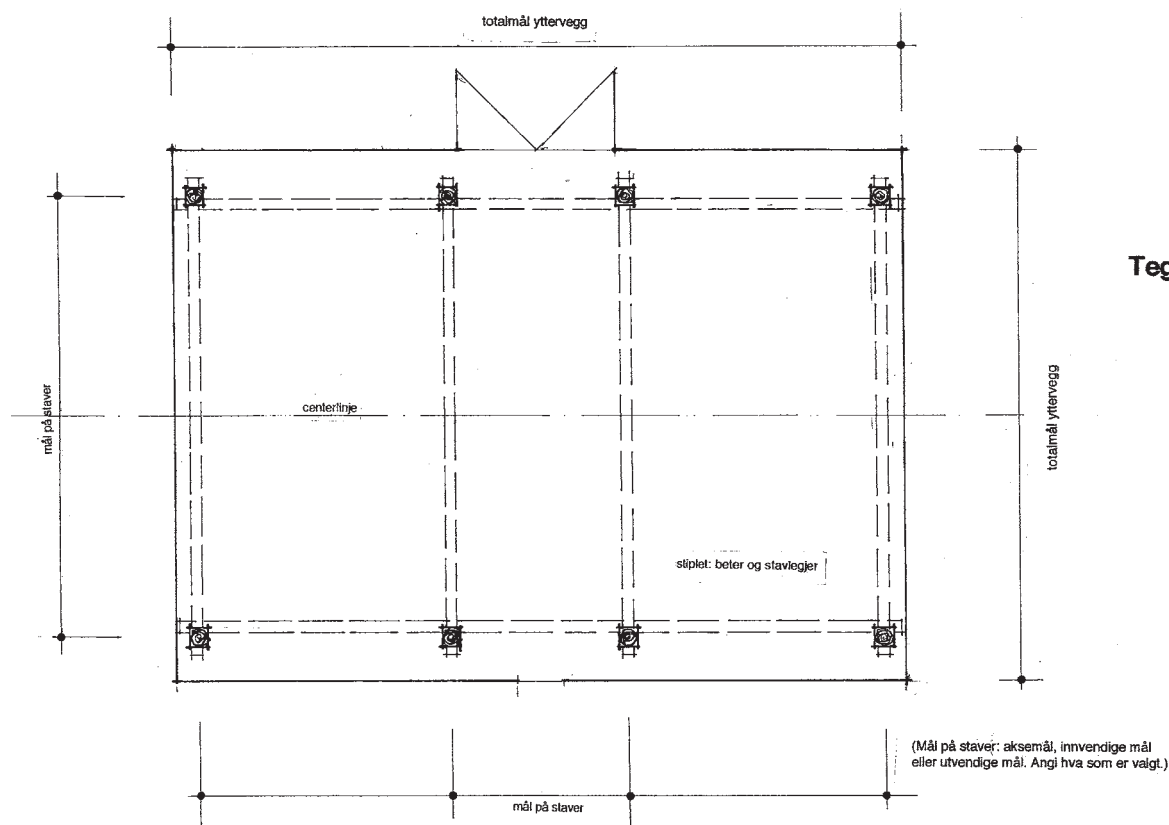 totalmål yttervegg
Teg
mål på staver
centerlinje
totalmål yttervegg
stiplet: beter og stavlegjer
(Mål på staver: aksemål, innvendige mål
eller utvendige mål. Angi hva som er valgt.)
mål på staver